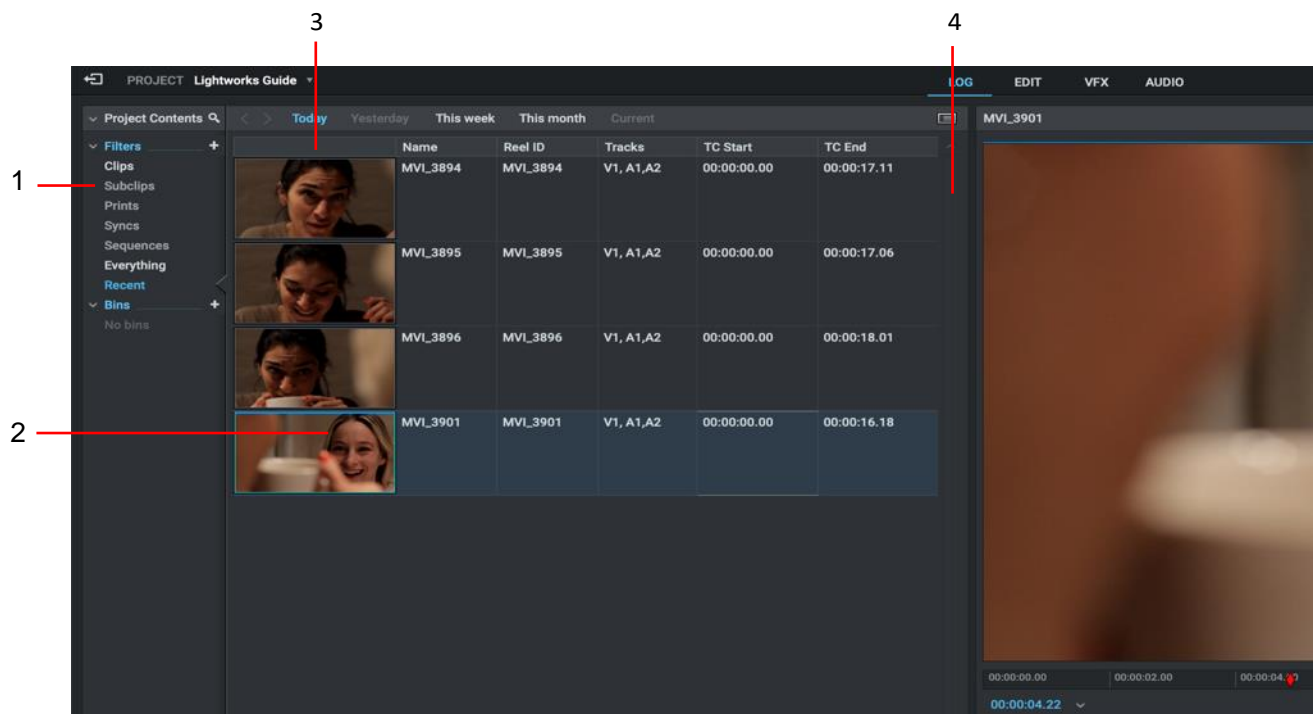 3 4
PROJECT Lightworks Guide LOG EDIT VFX AUDIO
Project Contents Today Yesterday This week This month Current MVI_3901
Filters + Name Reel ID Tracks TC Start TC End
Clips MVI_3894 MVI_3894 V1, A1,A2 00:00:00.00 00:00:17.11
1 Subclips
Prints
Syncs
Sequences MVI_3895 MVI_3895 V1, A1,A2 00:00:00.00 00:00:17.06
Everything
Recent
Bins +
No bins
MVI_3896 MVI_3896 V1, A1,A2 00:00:00.00 00:00:18.01
2 MVI_3901 MVI_3901 V1, A1,A2 00:00:00.00 00:00:16.18
00:00:00.00 00:00:02.00
00:00:04.22